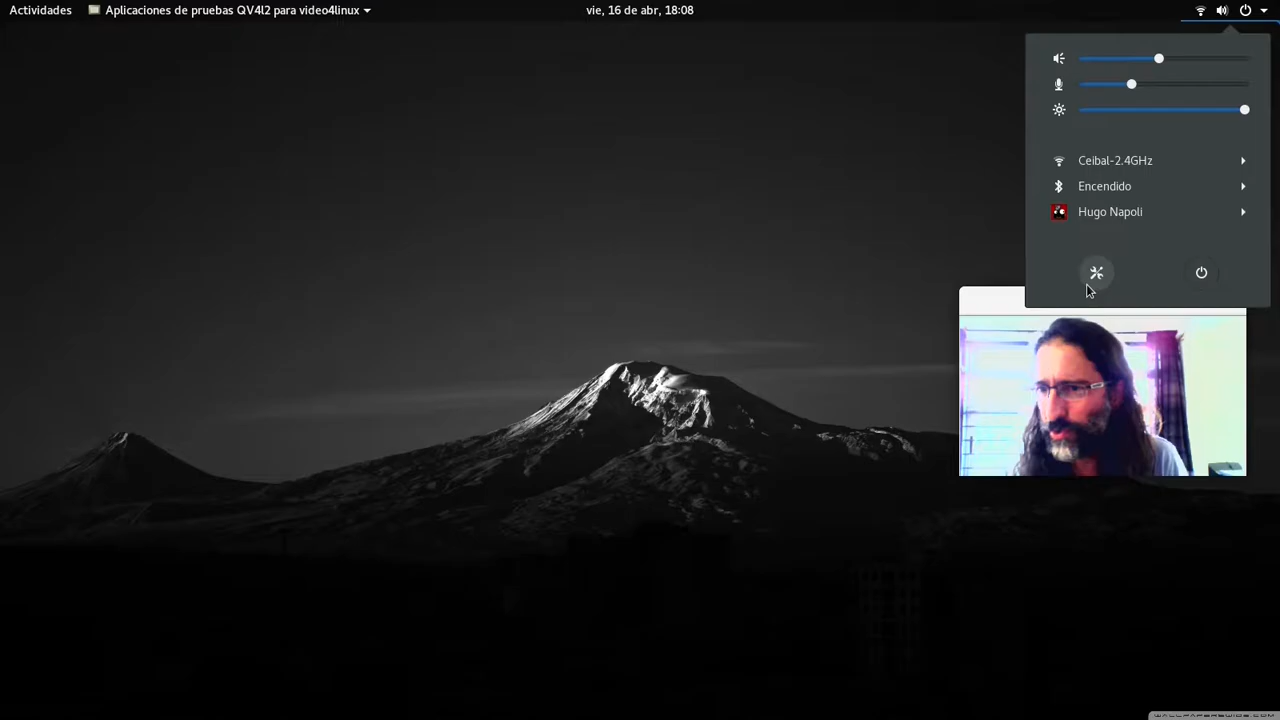 Actividades Aplicaciones de pruebas QV4l2 para video4linux vie, 16 de abr, 18:08
Ceibal-2.4GHz
Encendido
Hugo Napoli